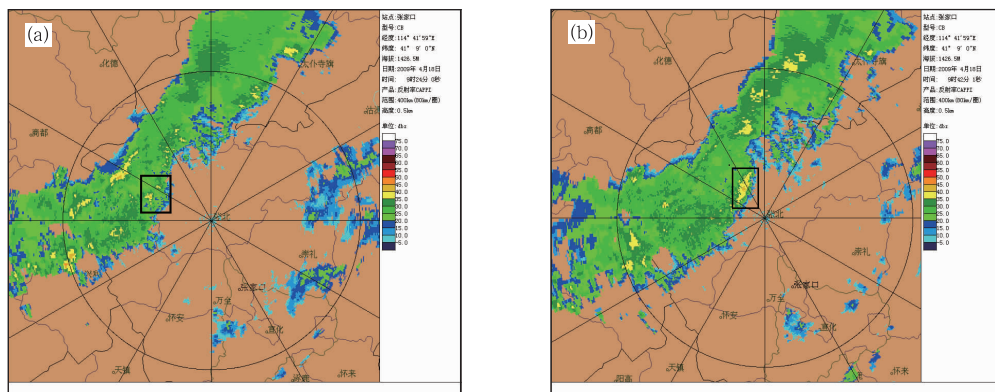 (a)
化德
太仆寺旗
商都
沽源
张北
崇礼
张家口
万全
怀安
宣化
天镇
涿鹿
怀来
站点:张家口
型号:CB
经度:114° 41'59"E
纬度: 41° 9' 0"N
海拔:1426.5M
日期:2009年 4月18日
时间: 9时24分 0秒
产品:反射率CAPPI
范围:400km(80km/圈)
高度:0.5km
单位:dbz
75.0
70.0
65.0
60.0
55.0
50.0
45.0
40.0
35.0
30.0
25.0
20.0
15.0
10.0
5.0
-5.0
(b)
化德
太仆寺旗
商都
张北
崇礼
张家口
万全
怀安
宣化
天镇
阳高
怀来
站点:张家口
型号:CB
经度:114° 41'59"E
纬度: 41° 9' 0"N
海拔:1426.5M
日期:2009年 4月18日
时间: 9时42分 1秒
产品:反射率CAPPI
范围:400km(80km/圈)
高度:0.5km
单位:dbz
75.0
70.0
65.0
60.0
55.0
50.0
45.0
40.0
35.0
30.0
25.0
20.0
15.0
10.0
5.0
-5.0